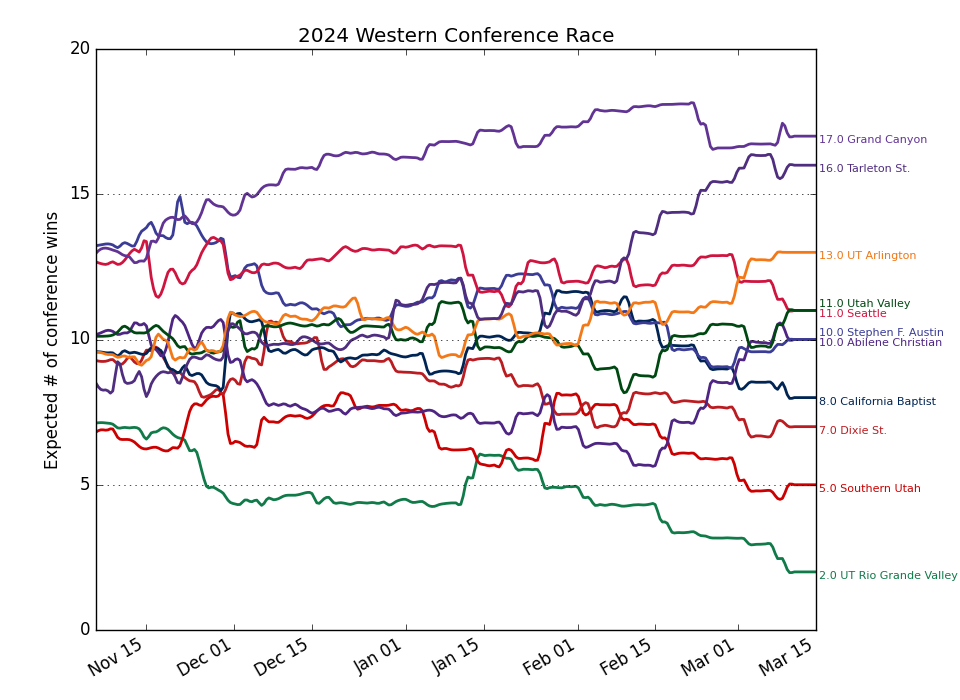 2024 Western Conference Race
Expected # of conference wins
20
15
10
5
0
17.0 Grand Canyon
16.0 Tarleton St.
13.0 UT Arlington
11.0 Utah Valley
11.0 Seattle
10.0 Stephen F. Austin
10.0 Abilene Christian
8.0 California Baptist
7.0 Dixie St.
5.0 Southern Utah
2.0 UT Rio Grande Valley
Nov 15
Dec 01
Dec 15
Jan 01
Jan 15
Feb 01
Feb 15
Mar 01
Mar 15